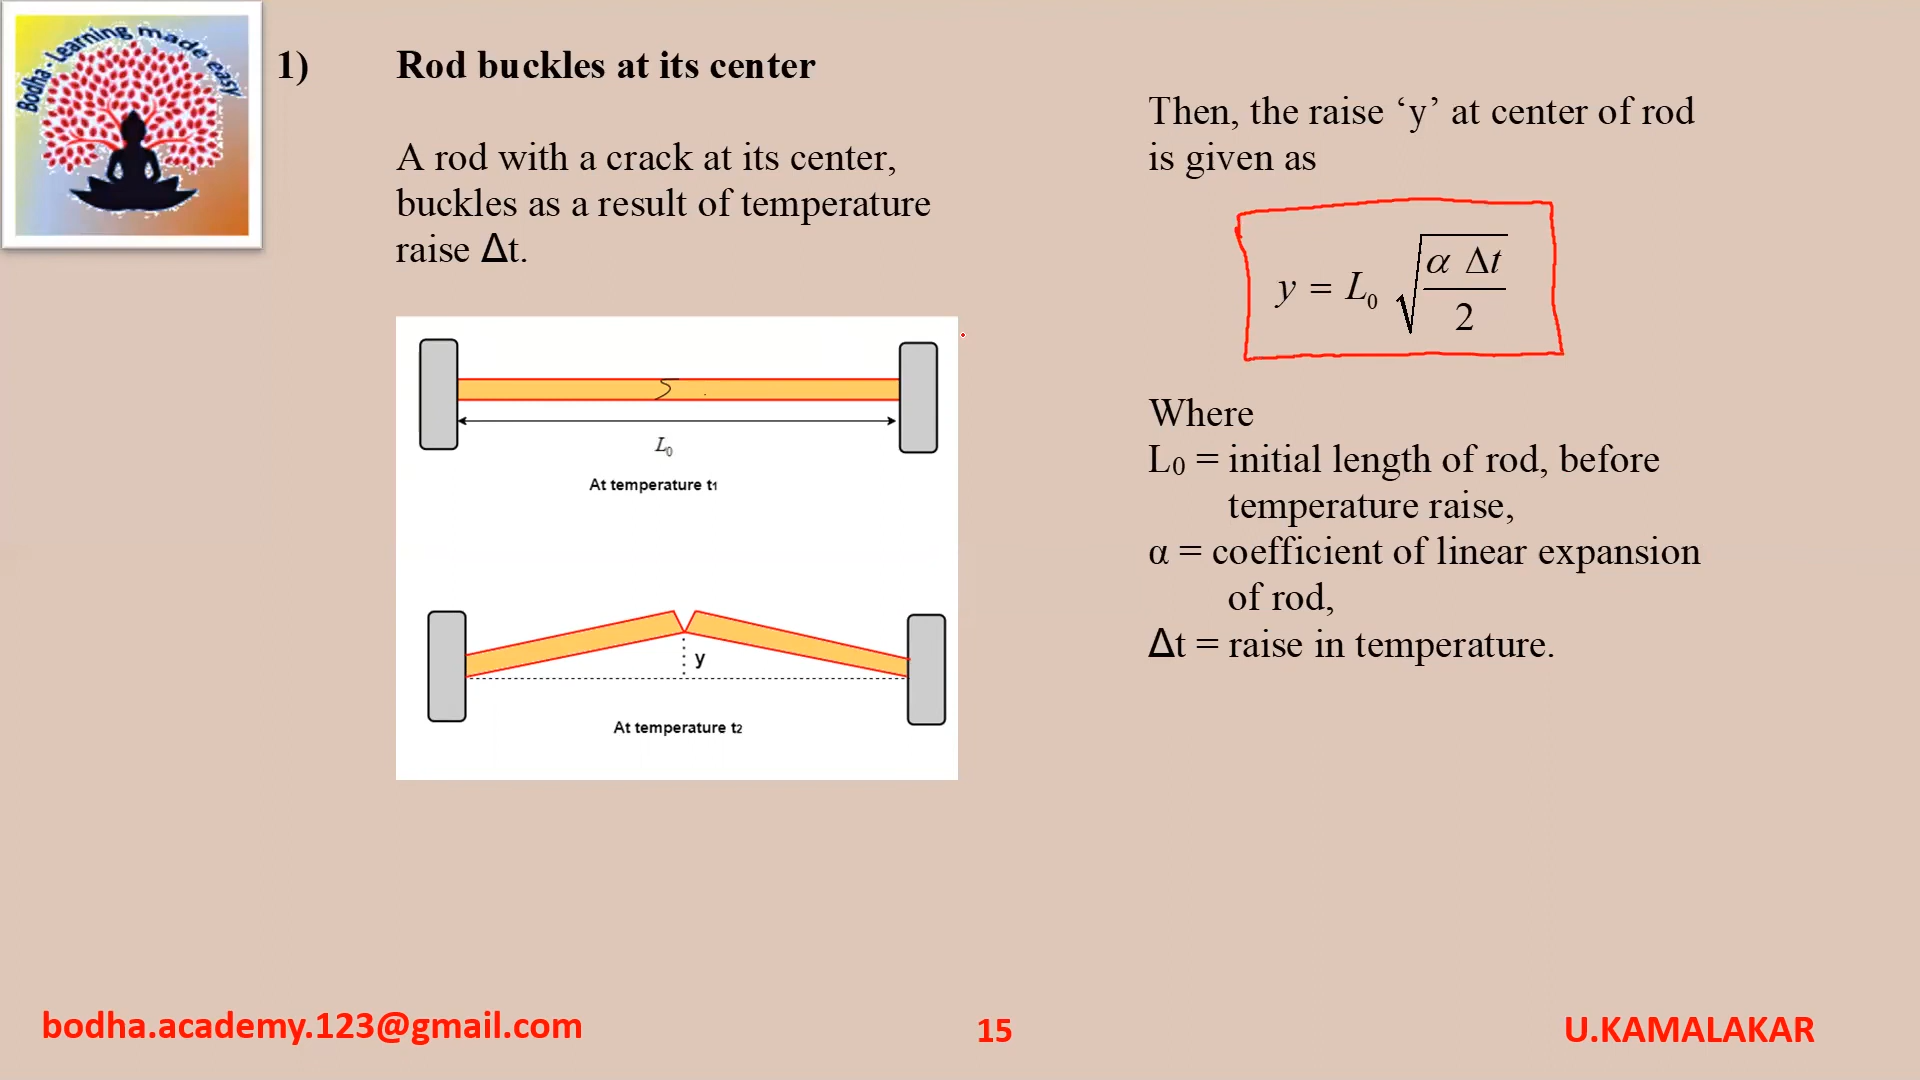 Bodha - Learning made easy
1) Rod buckles at its center
A rod with a crack at its center,
buckles as a result of temperature
raise Δt.
L₀
At temperature t₁
y
At temperature t₂
Then, the raise ‘y’ at center of rod
is given as
y = L₀ √(α Δt / 2)
Where
L₀ = initial length of rod, before
temperature raise,
α = coefficient of linear expansion
of rod,
Δt = raise in temperature.
bodha.academy.123@gmail.com
15
U.KAMALAKAR